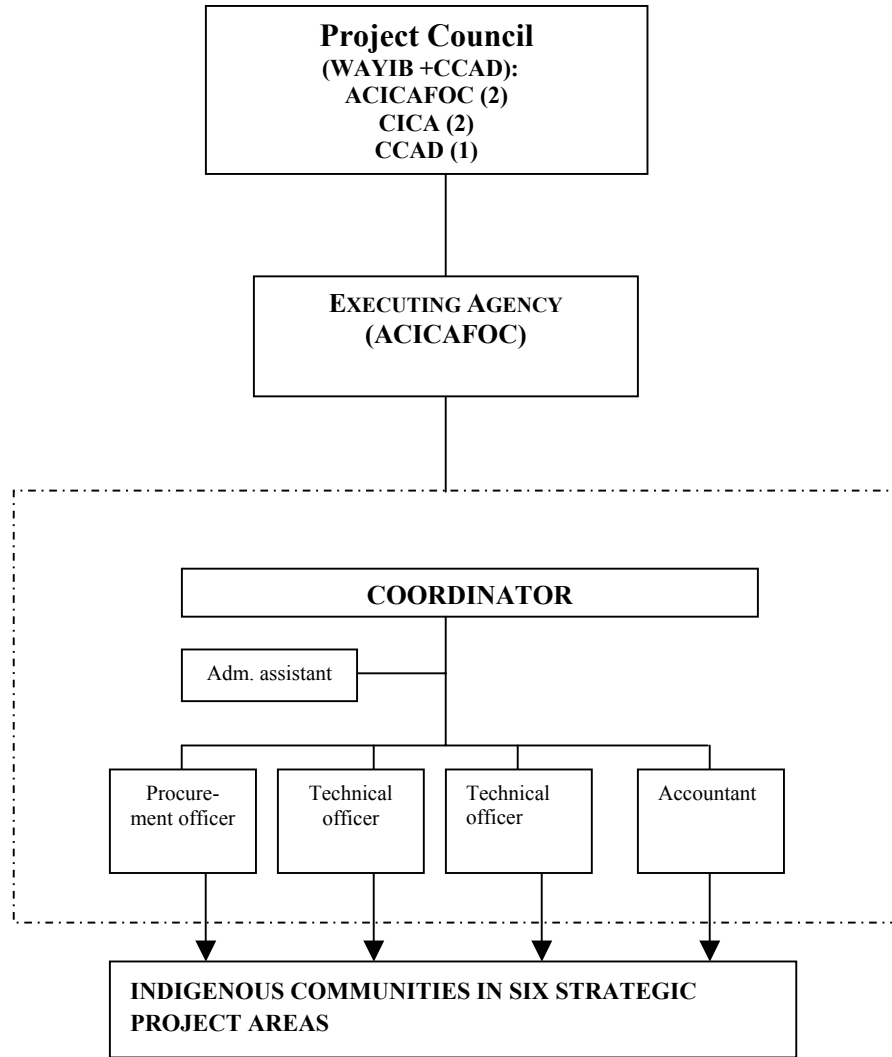 Project Council
(WAYIB +CCAD):
ACICAFOC (2)
CICA (2)
CCAD (1)
EXECUTING AGENCY
(ACICAFOC)
COORDINATOR
Adm. assistant
Procure-
ment officer
Technical
officer
Technical
officer
Accountant
INDIGENOUS COMMUNITIES IN SIX STRATEGIC
PROJECT AREAS